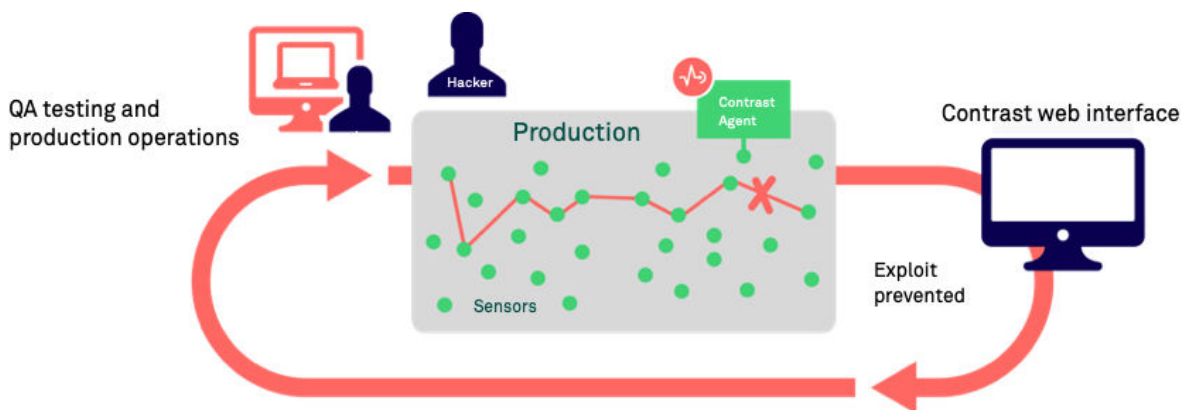 Hacker
QA testing and
production operations
Contrast
Agent
Contrast web interface
Production
Exploit
prevented
Sensors